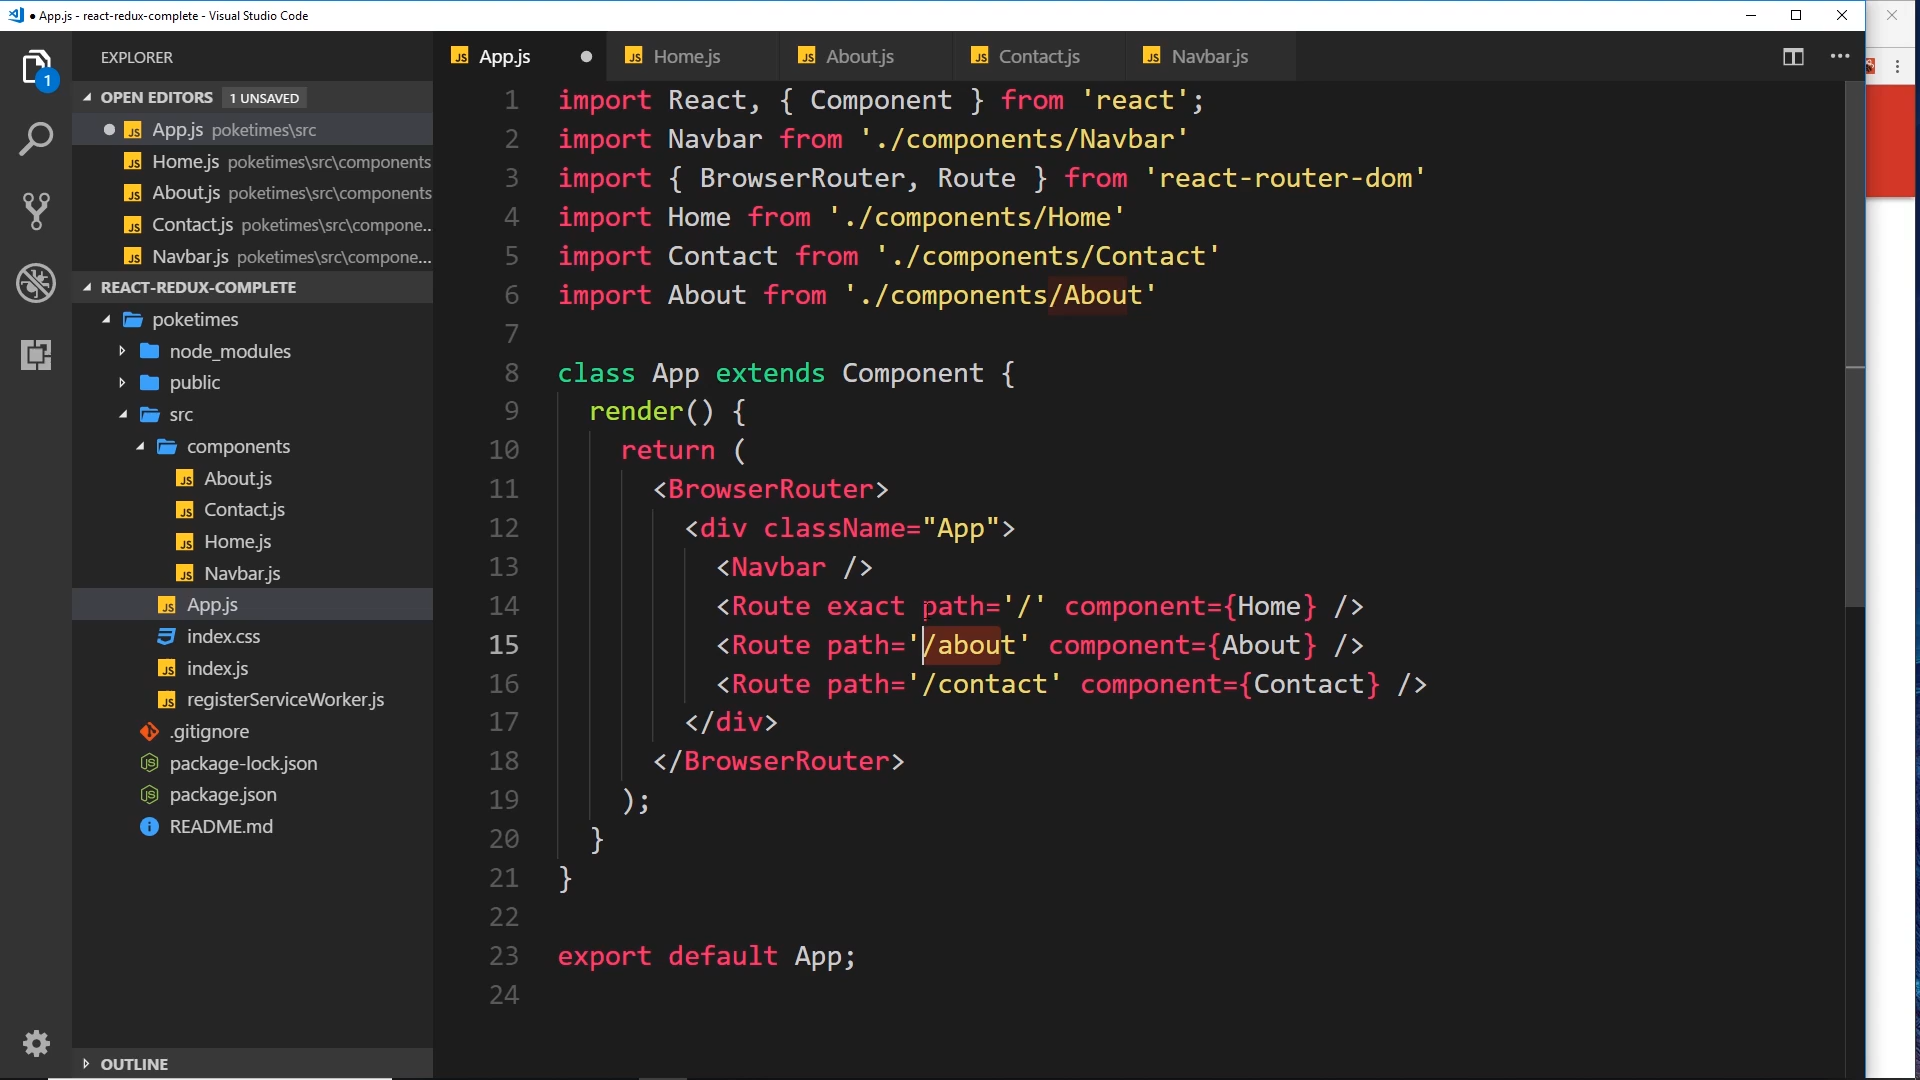 ● App.js - react-redux-complete - Visual Studio Code
EXPLORER
1
OPEN EDITORS 1 UNSAVED
App.js poketimes\src
Home.js poketimes\src\components
About.js poketimes\src\components
Contact.js poketimes\src\compone...
Navbar.js poketimes\src\compone...
REACT-REDUX-COMPLETE
poketimes
node_modules
public
src
components
About.js
Contact.js
Home.js
Navbar.js
App.js
index.css
index.js
registerServiceWorker.js
.gitignore
package-lock.json
package.json
README.md
OUTLINE
App.js ● Home.js About.js Contact.js Navbar.js
1 import React, { Component } from 'react';
2 import Navbar from './components/Navbar'
3 import { BrowserRouter, Route } from 'react-router-dom'
4 import Home from './components/Home'
5 import Contact from './components/Contact'
6 import About from './components/About'
7
8 class App extends Component {
9 render() {
10 return (
11 <BrowserRouter>
12 <div className="App">
13 <Navbar />
14 <Route exact path='/' component={Home} />
15 <Route path='/about' component={About} />
16 <Route path='/contact' component={Contact} />
17 </div>
18 </BrowserRouter>
19 );
20 }
21 }
22
23 export default App;
24